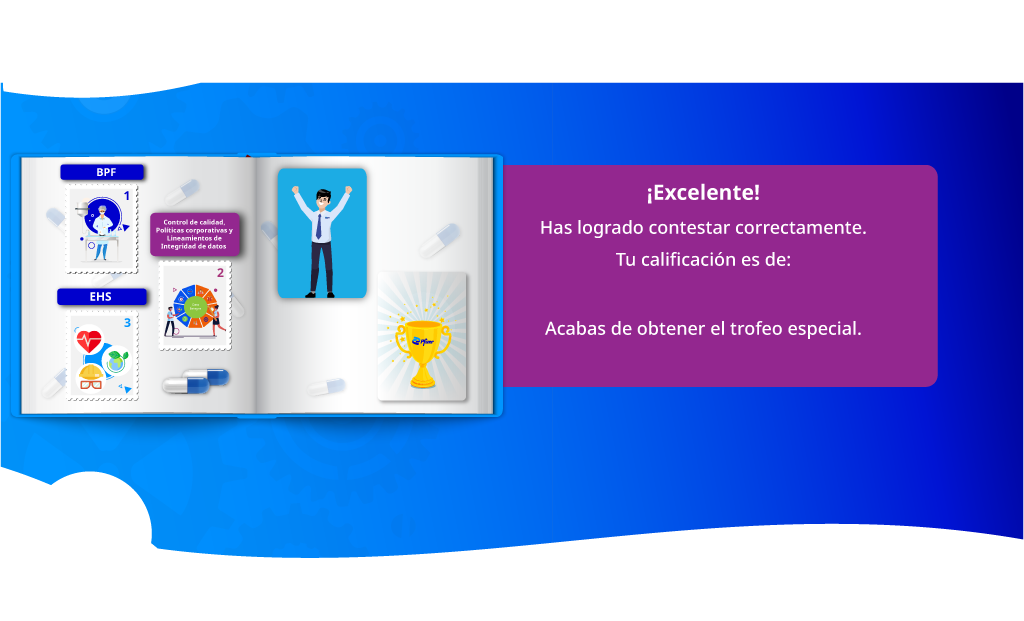 BPF
1
Control de calidad,
Políticas corporativas y
Lineamientos de
Integridad de datos
2
EHS
3
Pfizer
¡Excelente!
Has logrado contestar correctamente.
Tu calificación es de:
Acabas de obtener el trofeo especial.